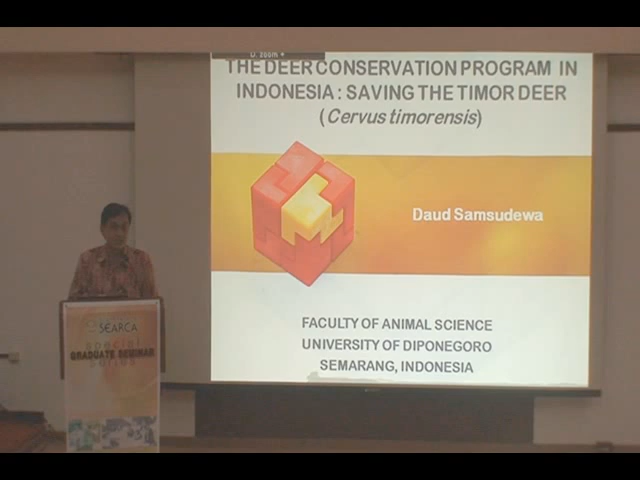 D. zoom +
THE DEER CONSERVATION PROGRAM IN
INDONESIA : SAVING THE TIMOR DEER
(Cervus timorensis)
Daud Samsudewa
FACULTY OF ANIMAL SCIENCE
UNIVERSITY OF DIPONEGORO
SEMARANG, INDONESIA
SEARCA
special
GRADUATE SEMINAR
series